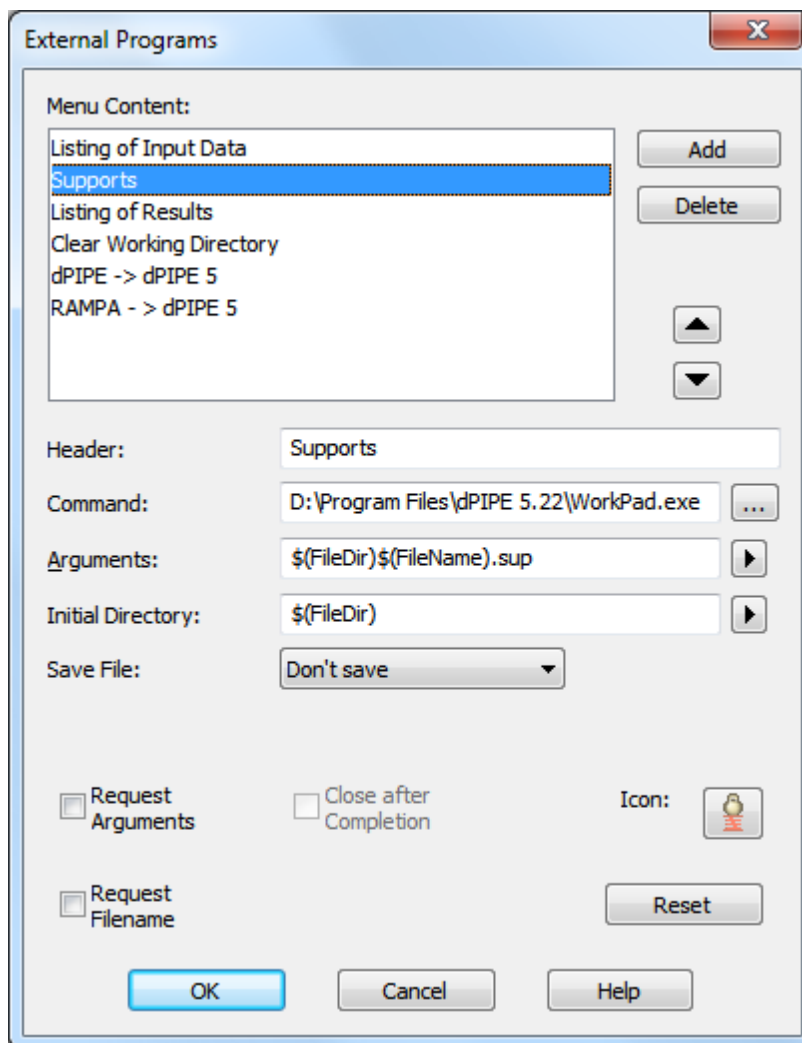 External Programs
Menu Content:
Listing of Input Data
Supports
Listing of Results
Clear Working Directory
dPIPE -> dPIPE 5
RAMPA - > dPIPE 5
Add
Delete
Header:
Supports
Command:
D:\Program Files\dPIPE 5.22\WorkPad.exe
...
Arguments:
$(FileDir)$(FileName).sup
Initial Directory:
$(FileDir)
Save File:
Don't save
Request
Arguments
Close after
Completion
Icon:
Request
Filename
Reset
OK
Cancel
Help